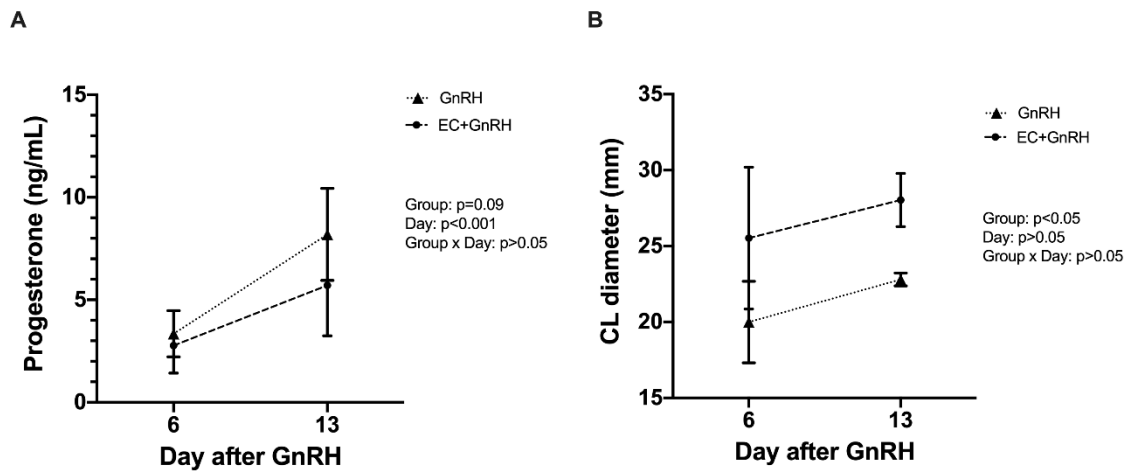 A
Progesterone (ng/mL)
15
10
5
0
6
13
Day after GnRH
GnRH
EC+GnRH
Group: p=0.09
Day: p<0.001
Group x Day: p>0.05
B
CL diameter (mm)
35
30
25
20
15
6
13
Day after GnRH
GnRH
EC+GnRH
Group: p<0.05
Day: p>0.05
Group x Day: p>0.05